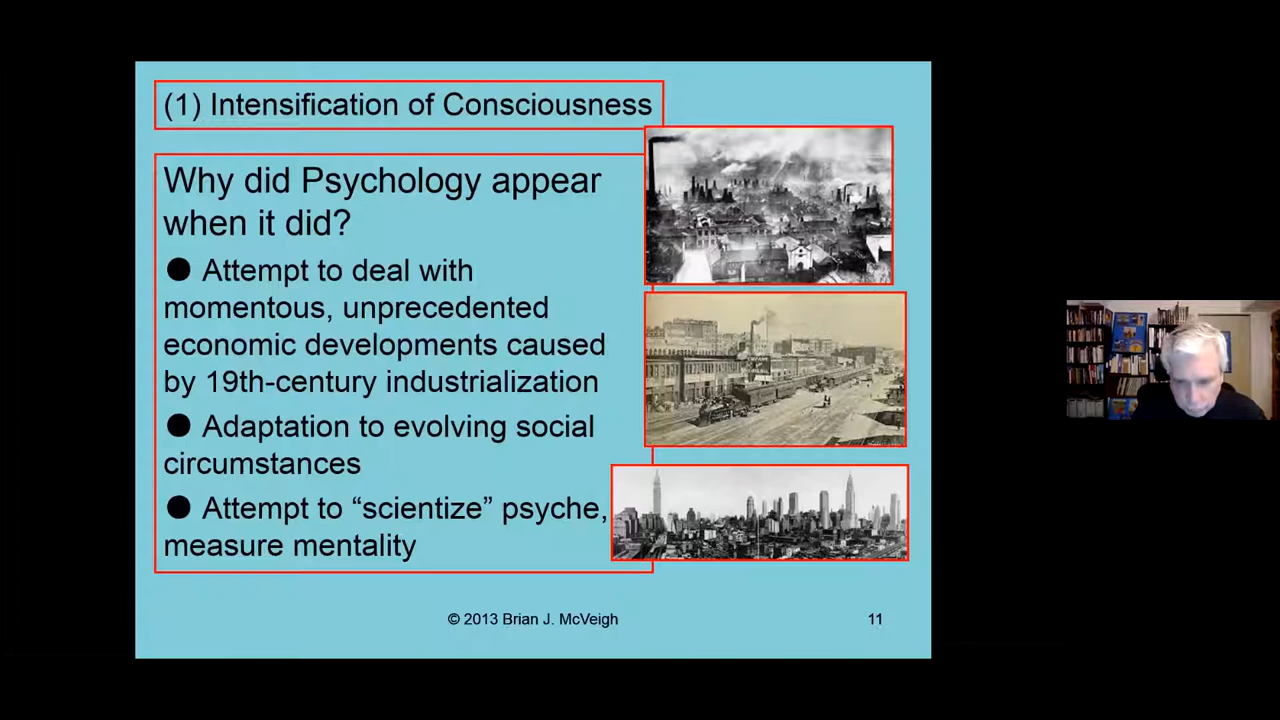 (1) Intensification of Consciousness
Why did Psychology appear
when it did?
● Attempt to deal with
momentous, unprecedented
economic developments caused
by 19th-century industrialization
● Adaptation to evolving social
circumstances
● Attempt to “scientize” psyche,
measure mentality
© 2013 Brian J. McVeigh
11